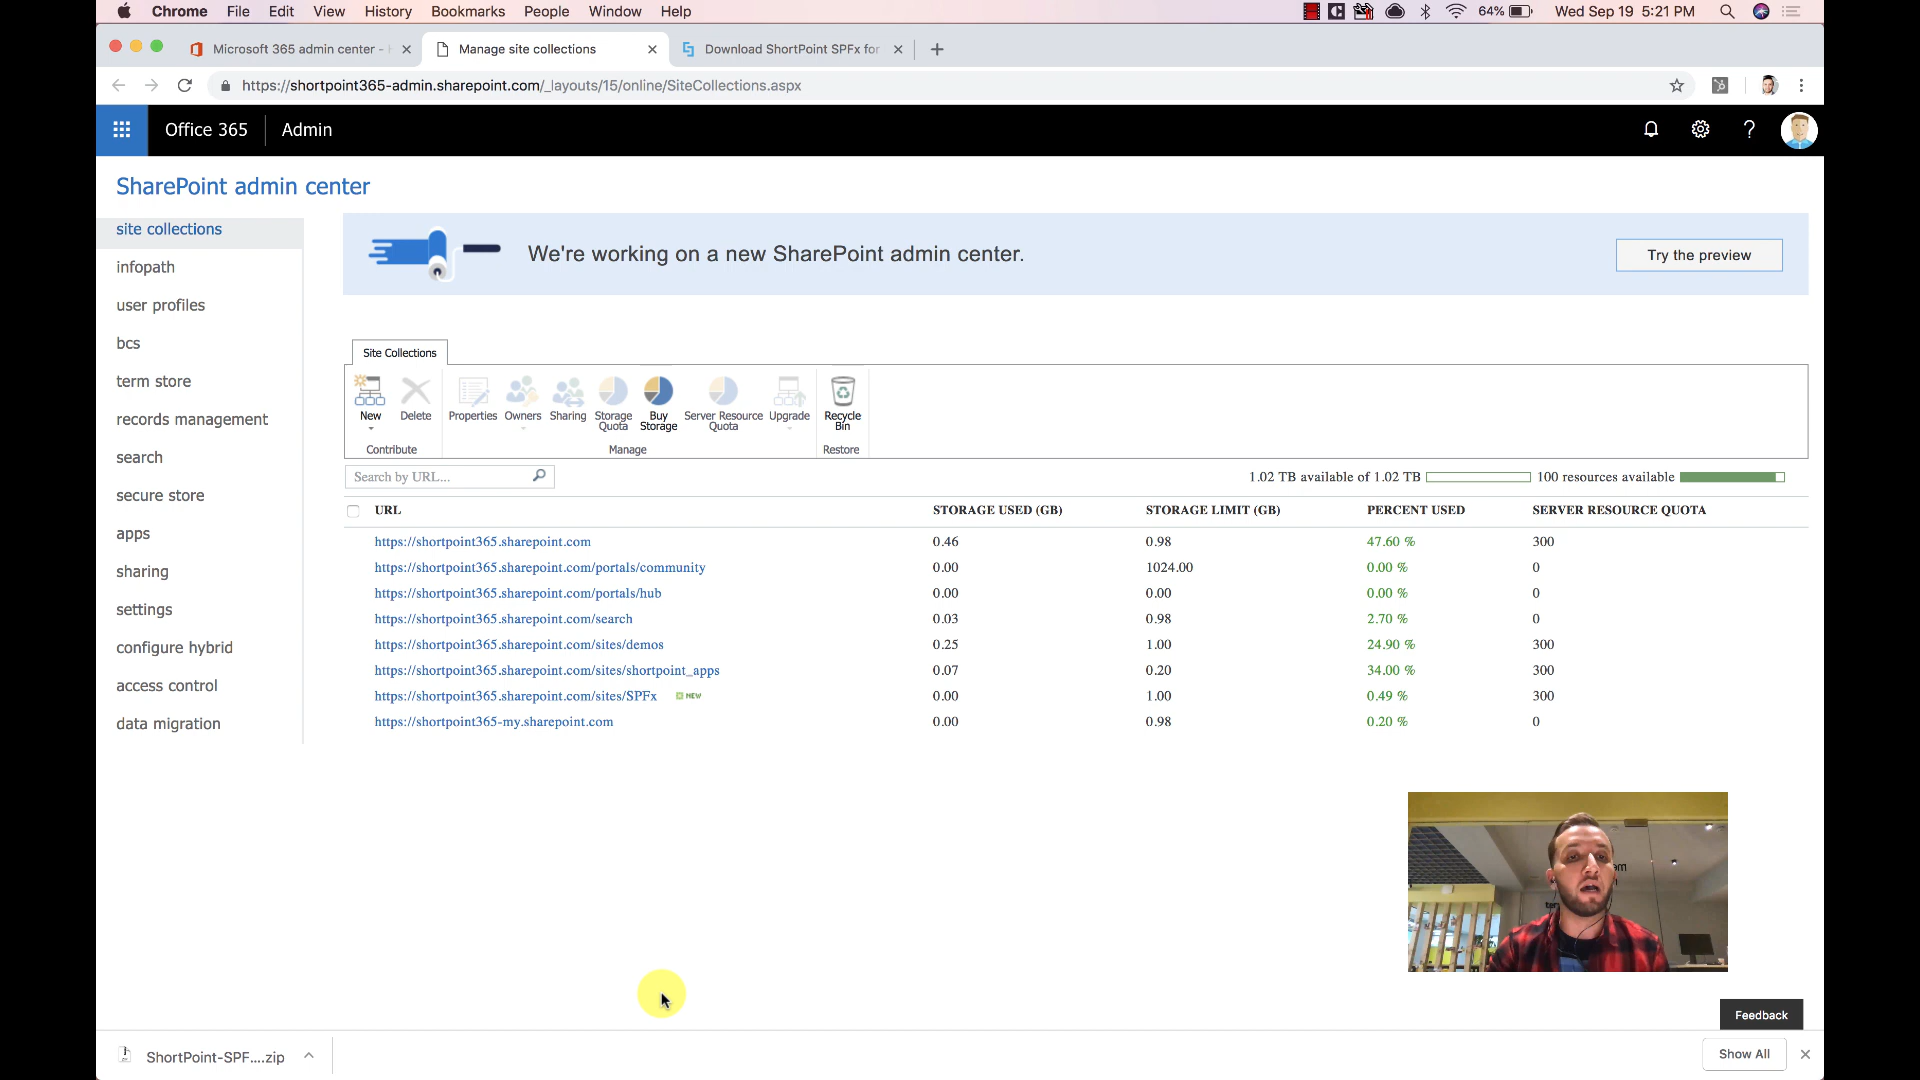 Chrome File Edit View History Bookmarks People Window Help 64% Wed Sep 19 5:21 PM
Microsoft 365 admin center - Manage site collections Download ShortPoint SPFx for
https://shortpoint365-admin.sharepoint.com/_layouts/15/online/SiteCollections.aspx
Office 365 Admin ?
SharePoint admin center
site collections
infopath
user profiles
bcs
term store
records management
search
secure store
apps
sharing
settings
configure hybrid
access control
data migration
We're working on a new SharePoint admin center. Try the preview
Site Collections
New Delete Properties Owners Sharing Storage Quota Buy Storage Server Resource Quota Upgrade Recycle Bin
Contribute Manage Restore
Search by URL... 1.02 TB available of 1.02 TB 100 resources available
URL STORAGE USED (GB) STORAGE LIMIT (GB) PERCENT USED SERVER RESOURCE QUOTA
https://shortpoint365.sharepoint.com 0.46 0.98 47.60 % 300
https://shortpoint365.sharepoint.com/portals/community 0.00 1024.00 0.00 % 0
https://shortpoint365.sharepoint.com/portals/hub 0.00 0.00 0.00 % 0
https://shortpoint365.sharepoint.com/search 0.03 0.98 2.70 % 0
https://shortpoint365.sharepoint.com/sites/demos 0.25 1.00 24.90 % 300
https://shortpoint365.sharepoint.com/sites/shortpoint_apps 0.07 0.20 34.00 % 300
https://shortpoint365.sharepoint.com/sites/SPFx NEW 0.00 1.00 0.49 % 300
https://shortpoint365-my.sharepoint.com 0.00 0.98 0.20 % 0
Feedback
ShortPoint-SPF....zip Show All